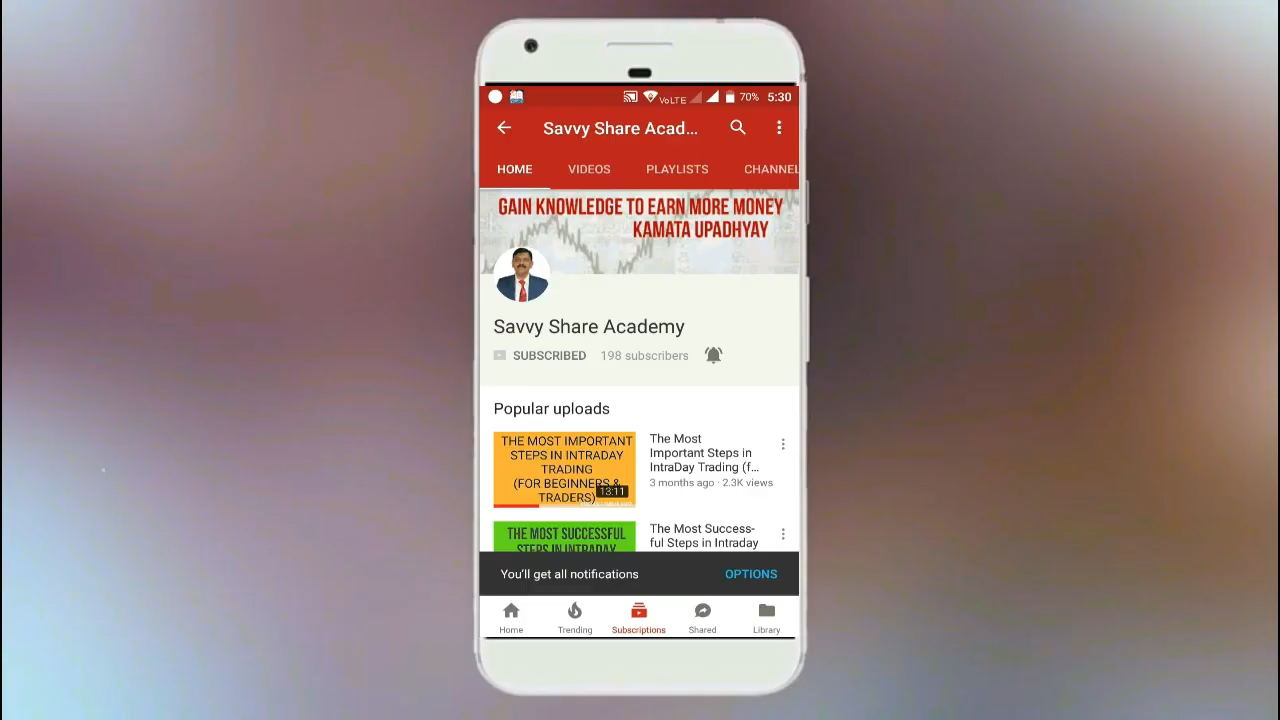 VoLTE 70% 5:30
Savvy Share Acad...
HOME VIDEOS PLAYLISTS CHANNEL
GAIN KNOWLEDGE TO EARN MORE MONEY
KAMATA UPADHYAY
Savvy Share Academy
SUBSCRIBED 198 subscribers
Popular uploads
THE MOST IMPORTANT
STEPS IN INTRADAY
TRADING
(FOR BEGINNERS &
TRADERS)
13:11
The Most
Important Steps in
IntraDay Trading (f...
3 months ago · 2.3K views
THE MOST SUCCESSFUL
STEPS IN INTRADAY
The Most Success-
ful Steps in Intraday
You'll get all notifications OPTIONS
Home Trending Subscriptions Shared Library